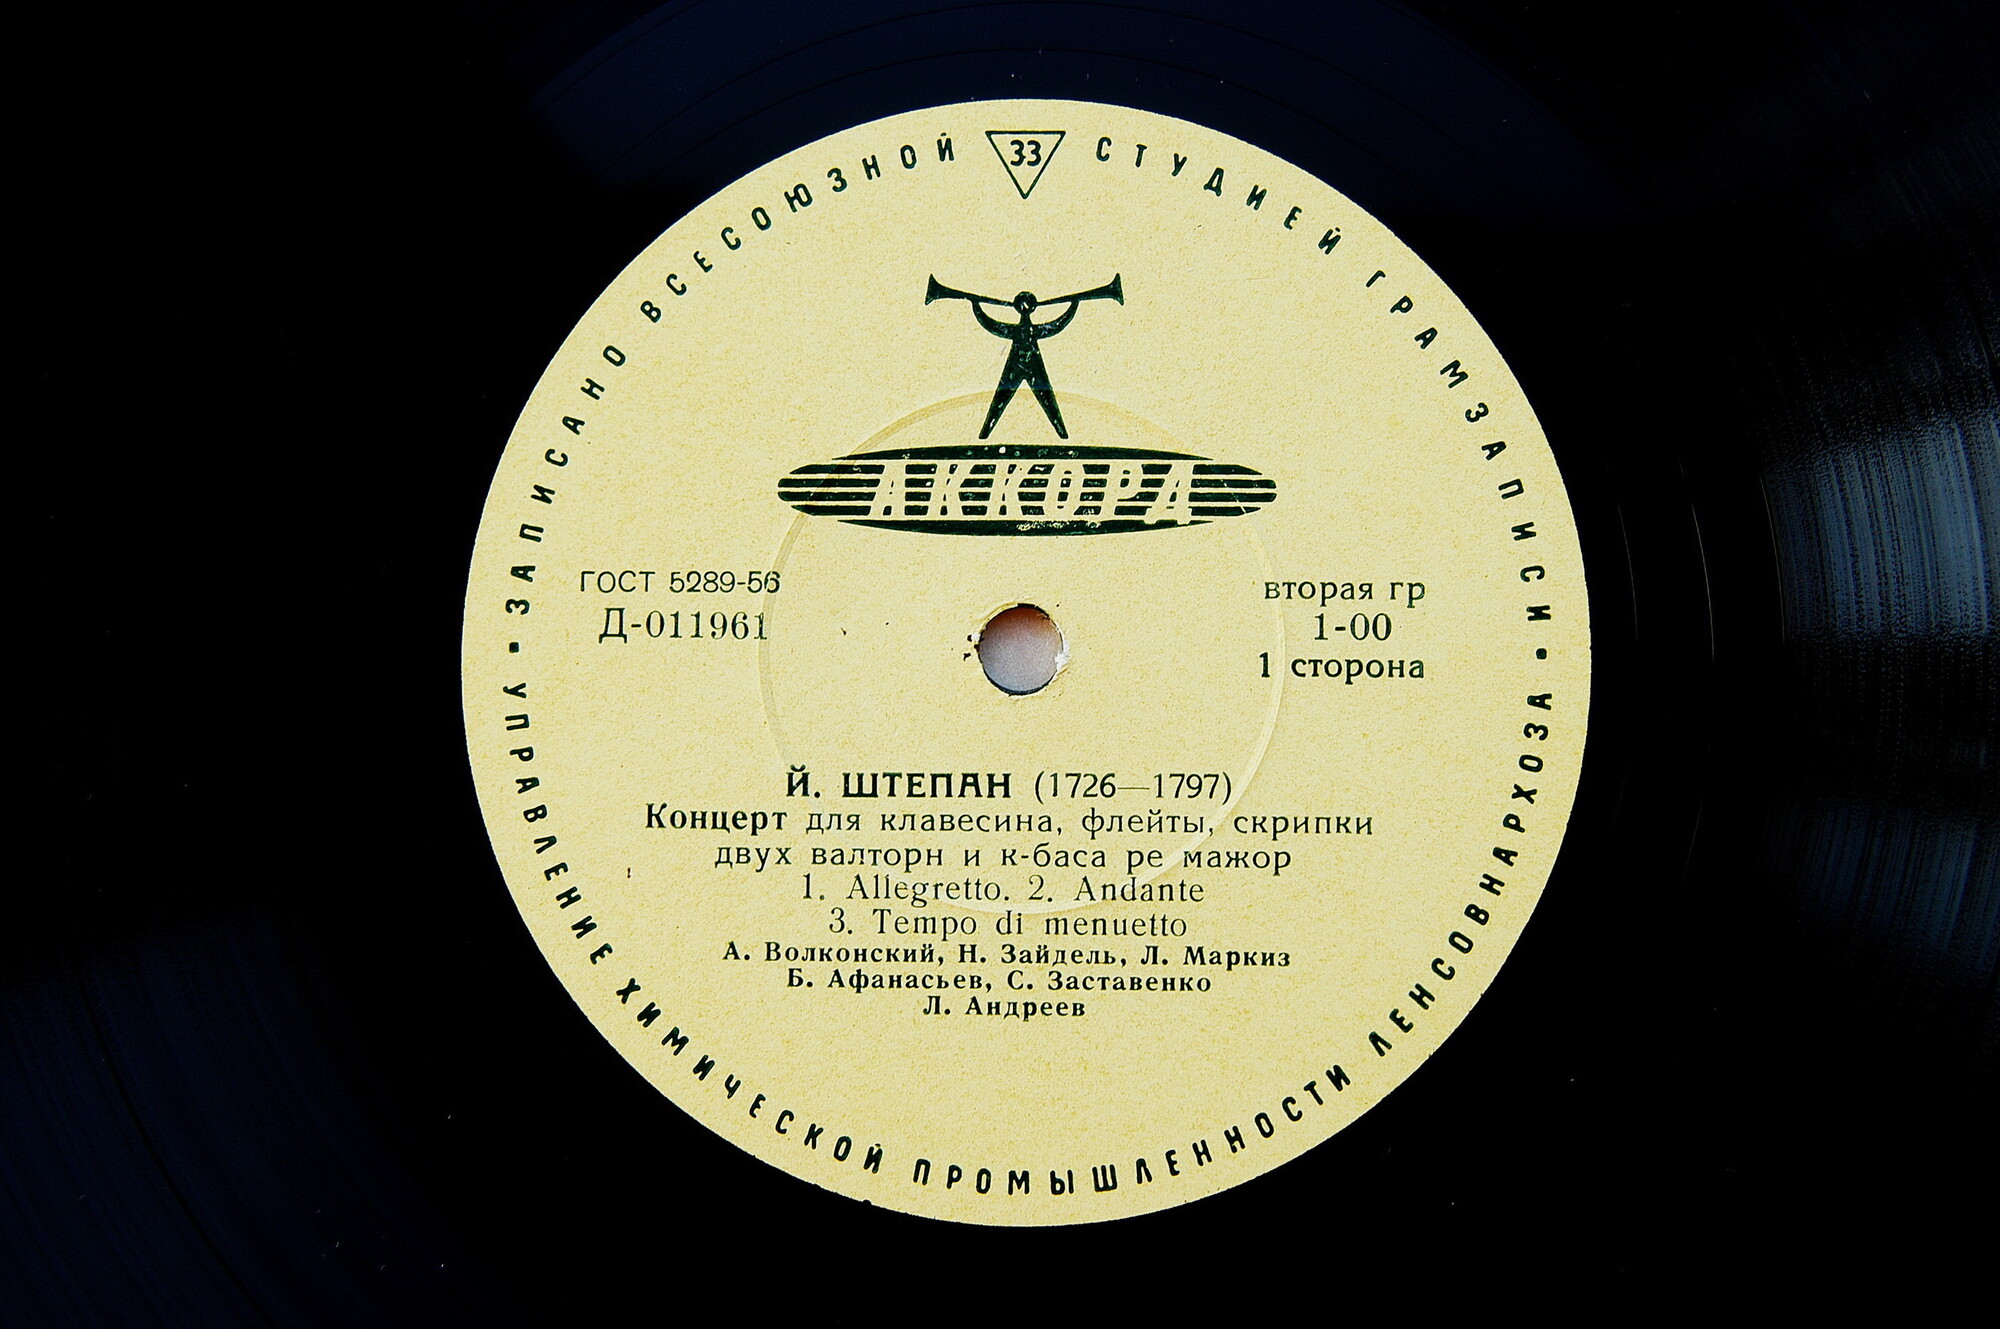 ЗАПИСАНО ВСЕСОЮЗНОЙ СТУДИЕЙ ГРАМЗАПИСИ
33
АККОРД
ГОСТ 5289-56
Д-011961
вторая гр
1-00
1 сторона
Й. ШТЕПАН (1726—1797)
Концерт для клавесина, флейты, скрипки
двух валторн и к-баса ре мажор
1. Allegretto. 2. Andante
3. Tempo di menuetto
А. Волконский, Н. Зайдель, Л. Маркиз
Б. Афанасьев, С. Заставенко
Л. Андреев
УПРАВЛЕНИЕ ХИМИЧЕСКОЙ ПРОМЫШЛЕННОСТИ ЛЕНСОВНАРХОЗА